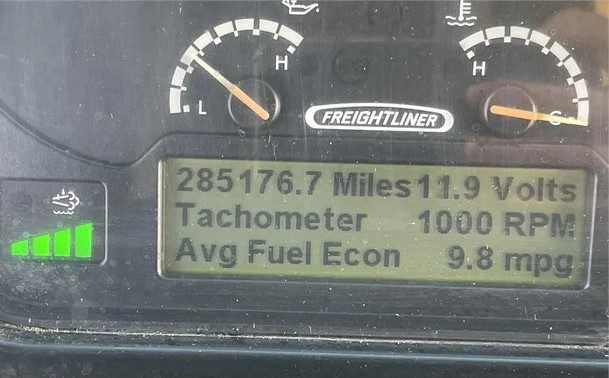 H H
L C
FREIGHTLINER
285176.7 Miles 11.9 Volts
Tachometer 1000 RPM
Avg Fuel Econ 9.8 mpg